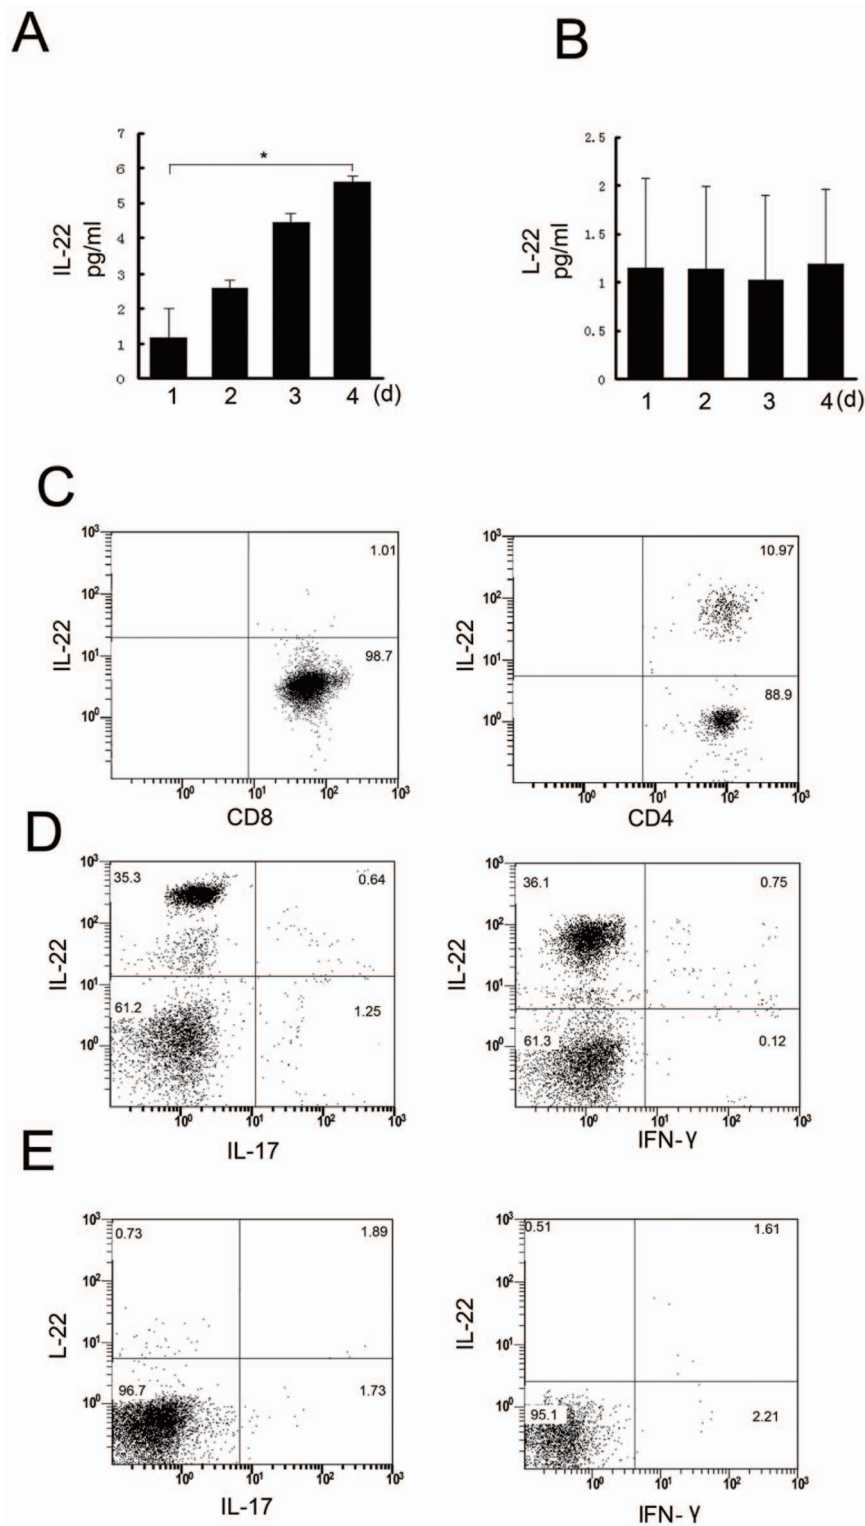 A
B
7
6
5
4
3
2
1
0
IL-22
pg/ml
*
1 2 3 4 (d)
2.5
2
1.5
1
0.5
0
L-22
pg/ml
1 2 3 4 (d)
C
10³
10²
10¹
10⁰
IL-22
1.01
98.7
10⁰ 10¹ 10² 10³
CD8
10³
10²
10¹
10⁰
IL-22
10.97
88.9
10⁰ 10¹ 10² 10³
CD4
D
10³
10²
10¹
10⁰
IL-22
35.3 0.64
61.2 1.25
10⁰ 10¹ 10² 10³
IL-17
10³
10²
10¹
10⁰
IL-22
36.1 0.75
61.3 0.12
10⁰ 10¹ 10² 10³
IFN-γ
E
10³
10²
10¹
10⁰
L-22
0.73 1.89
96.7 1.73
10⁰ 10¹ 10² 10³
IL-17
10³
10²
10¹
10⁰
IL-22
0.51 1.61
95.1 2.21
10⁰ 10¹ 10² 10³
IFN-γ